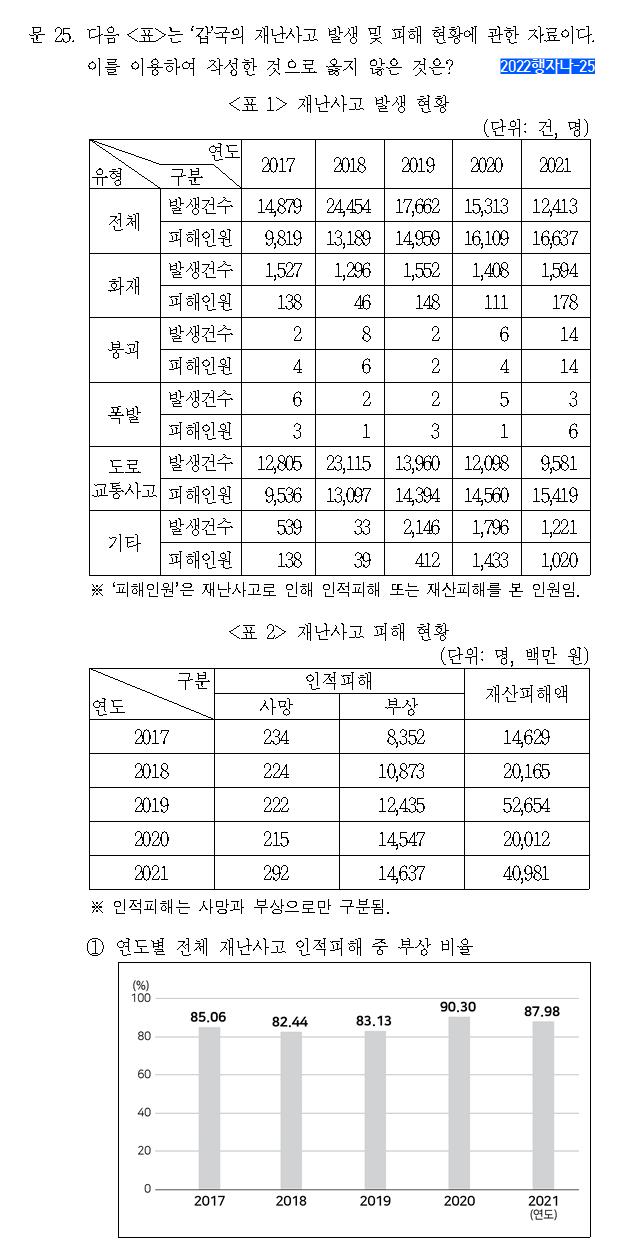 문 25. 다음 <표>는 ‘갑’국의 재난사고 발생 및 피해 현황에 관한 자료이다.
이를 이용하여 작성한 것으로 옳지 않은 것은? 2022행자나-25
<표 1> 재난사고 발생 현황
(단위: 건, 명)
유형 구분 연도 2017 2018 2019 2020 2021
전체 발생건수 14,879 24,454 17,662 15,313 12,413
피해인원 9,819 13,189 14,959 16,109 16,637
화재 발생건수 1,527 1,296 1,552 1,408 1,594
피해인원 138 46 148 111 178
붕괴 발생건수 2 8 2 6 14
피해인원 4 6 2 4 14
폭발 발생건수 6 2 2 5 3
피해인원 3 1 3 1 6
도로교통사고 발생건수 12,805 23,115 13,960 12,098 9,581
피해인원 9,536 13,097 14,394 14,560 15,419
기타 발생건수 539 33 2,146 1,796 1,221
피해인원 138 39 412 1,433 1,020
※ ‘피해인원’은 재난사고로 인해 인적피해 또는 재산피해를 본 인원임.
<표 2> 재난사고 피해 현황
(단위: 명, 백만 원)
연도 구분 인적피해 재산피해액
사망 부상
2017 234 8,352 14,629
2018 224 10,873 20,165
2019 222 12,435 52,654
2020 215 14,547 20,012
2021 292 14,637 40,981
※ 인적피해는 사망과 부상으로만 구분됨.
① 연도별 전체 재난사고 인적피해 중 부상 비율
(%)
100
80
60
40
20
0
85.06 82.44 83.13 90.30 87.98
2017 2018 2019 2020 2021
(연도)